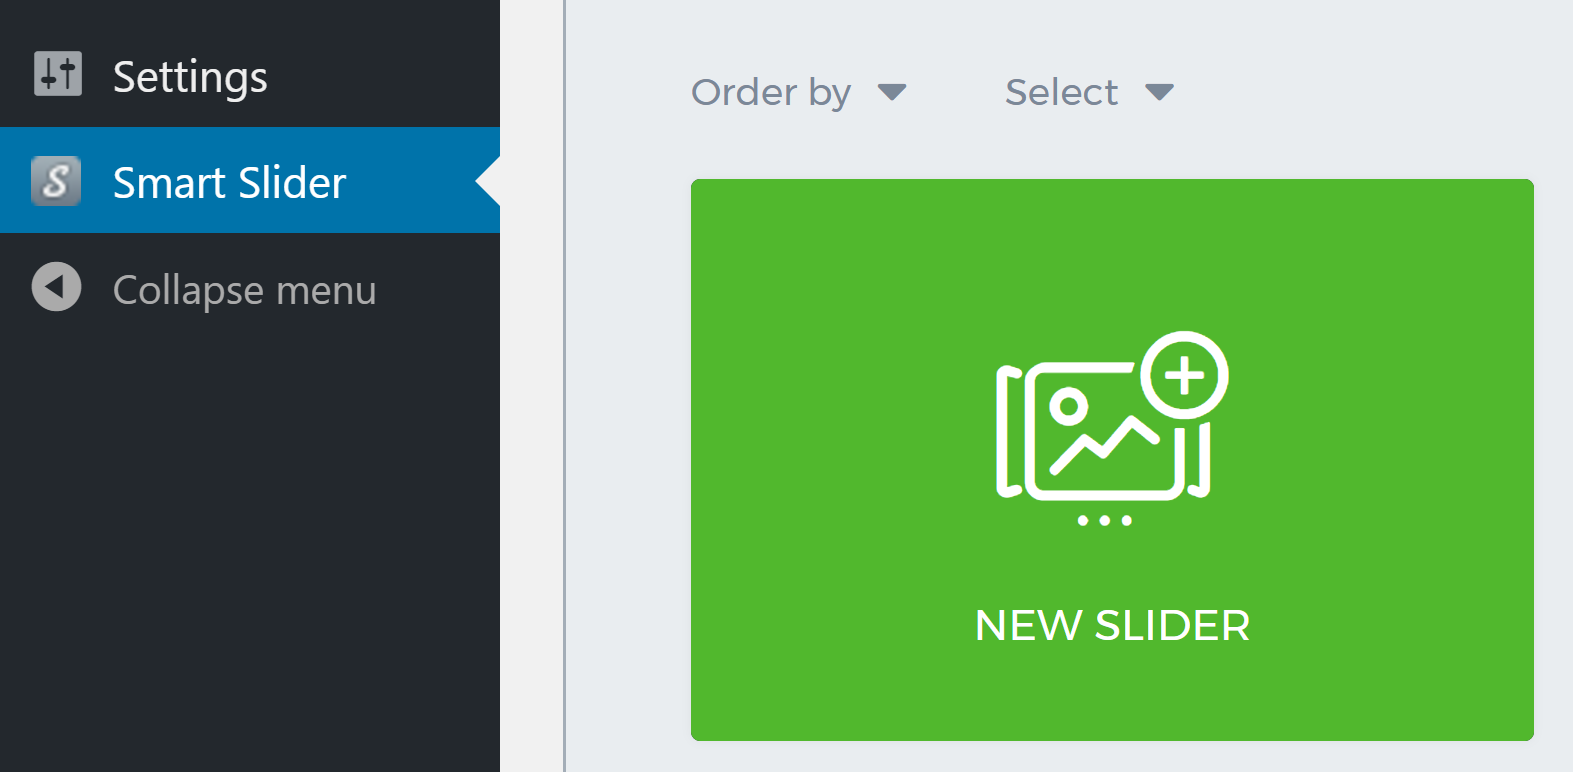 Settings
Smart Slider
Collapse menu
Order by
Select
NEW SLIDER